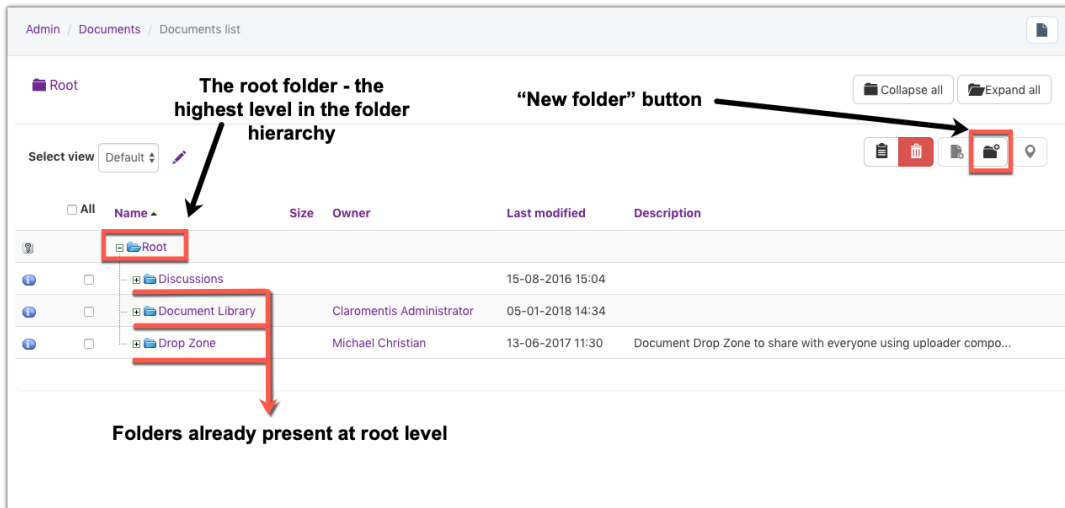 Admin / Documents / Documents list
Root
The root folder - the
highest level in the folder
hierarchy
“New folder” button
Collapse all
Expand all
Select view Default
All Name Size Owner Last modified Description
Root
Discussions 15-08-2016 15:04
Document Library Claromentis Administrator 05-01-2018 14:34
Drop Zone Michael Christian 13-06-2017 11:30 Document Drop Zone to share with everyone using uploader compo...
Folders already present at root level